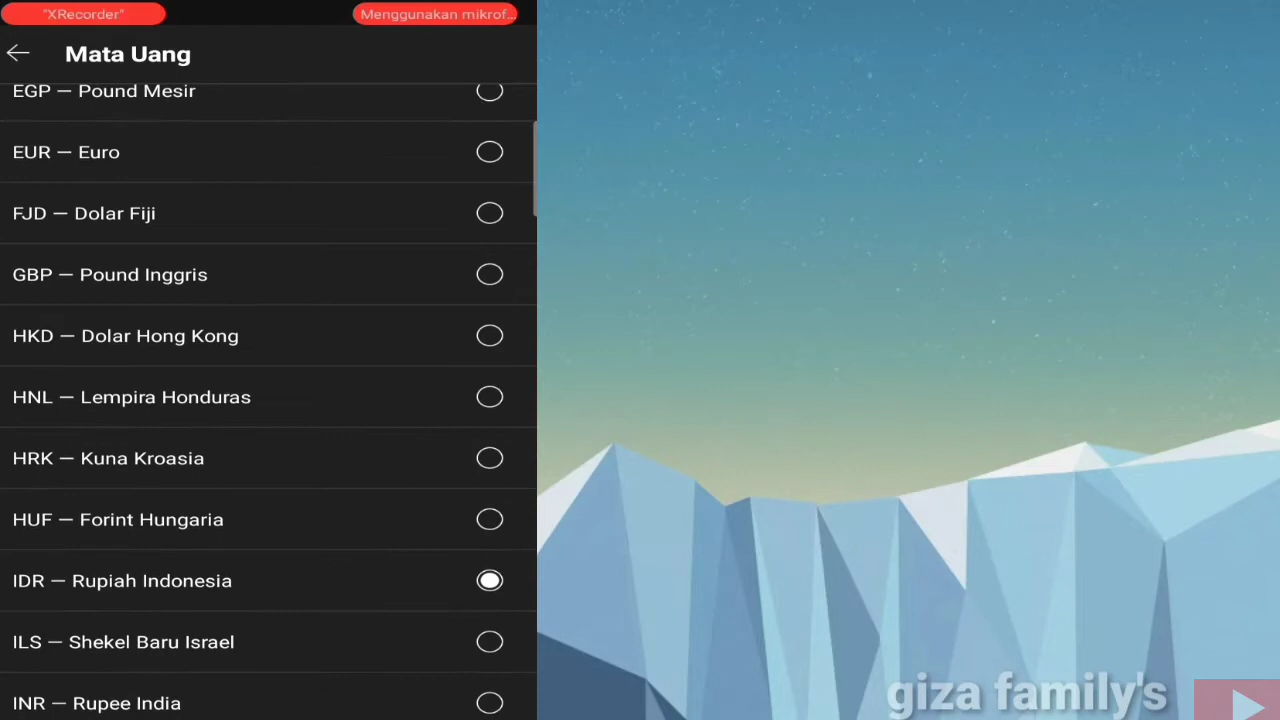 "XRecorder"
Menggunakan mikrof...
Mata Uang
EGP — Pound Mesir
EUR — Euro
FJD — Dolar Fiji
GBP — Pound Inggris
HKD — Dolar Hong Kong
HNL — Lempira Honduras
HRK — Kuna Kroasia
HUF — Forint Hungaria
IDR — Rupiah Indonesia
ILS — Shekel Baru Israel
INR — Rupee India
giza family's